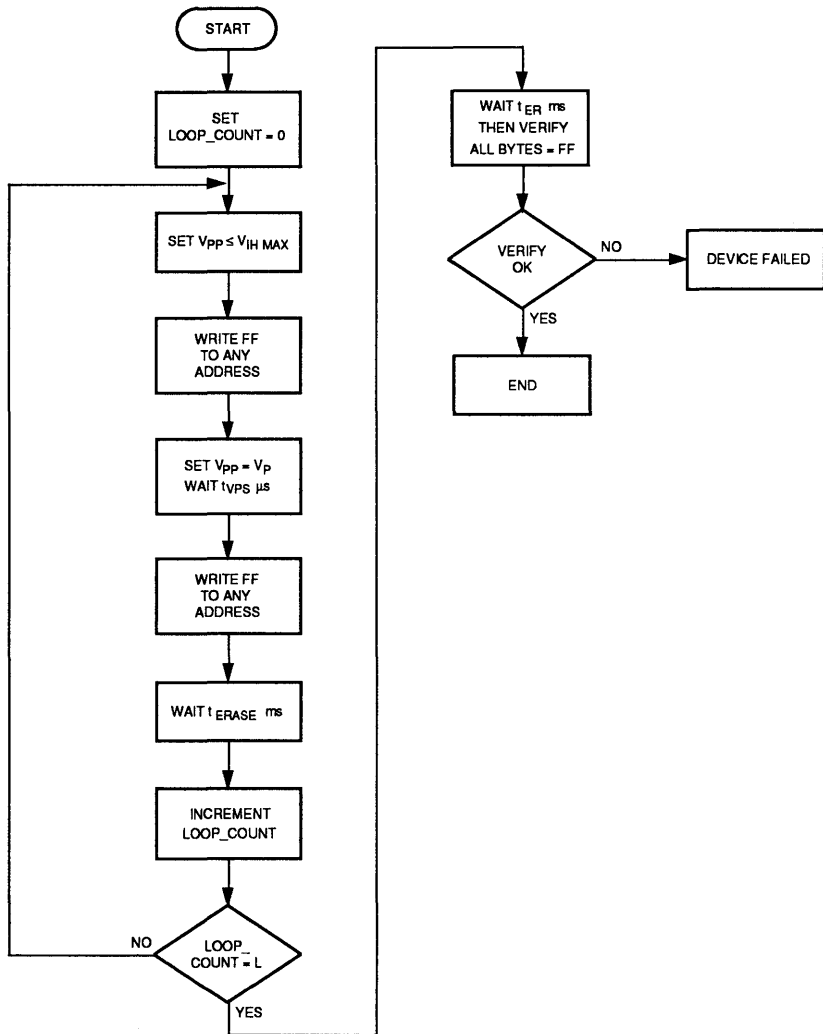 START
SET
LOOP_COUNT = 0
SET VPP ≤ VIH MAX
WRITE FF
TO ANY
ADDRESS
SET VPP = VP
WAIT tVPS µs
WRITE FF
TO ANY
ADDRESS
WAIT tERASE ms
INCREMENT
LOOP_COUNT
NO
LOOP_
COUNT = L
YES
WAIT tER ms
THEN VERIFY
ALL BYTES = FF
VERIFY
OK
NO
DEVICE FAILED
YES
END